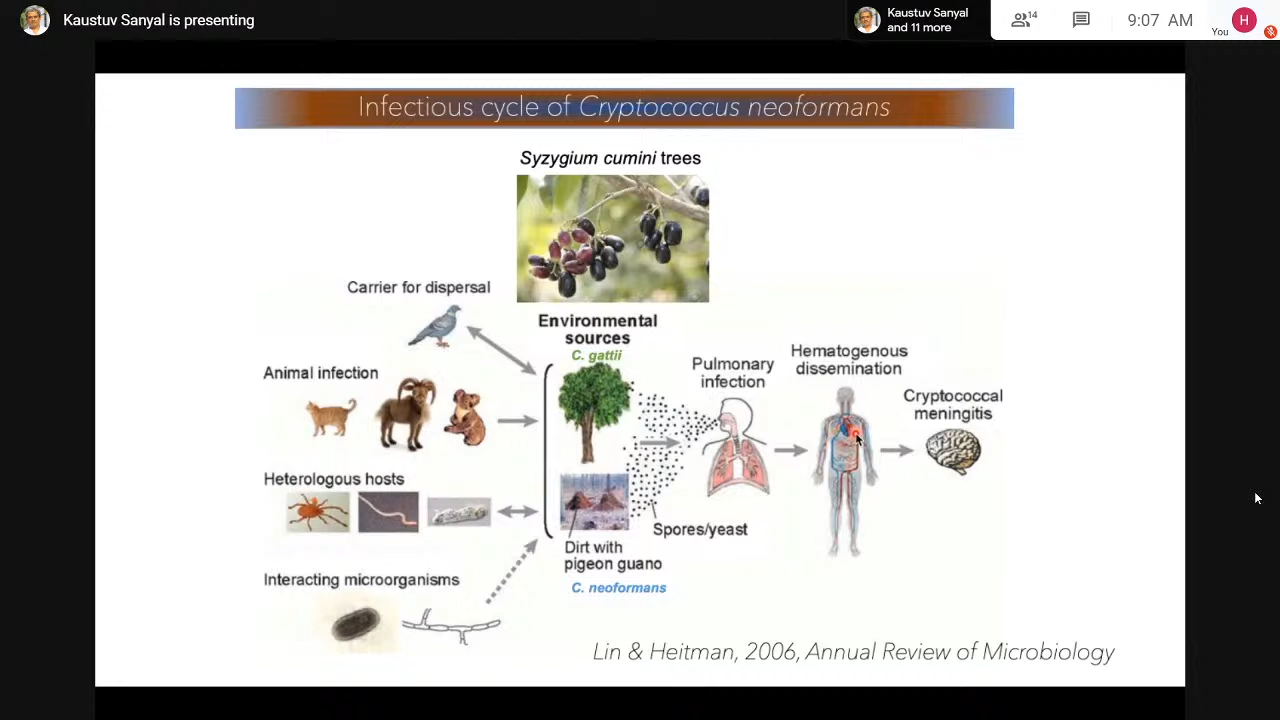 Kaustuv Sanyal is presenting
Kaustuv Sanyal
and 11 more
14
9:07 AM
You
H
Infectious cycle of Cryptococcus neoformans
Syzygium cumini trees
Carrier for dispersal
Environmental
sources
C. gattii
Animal infection
Pulmonary
infection
Hematogenous
dissemination
Cryptococcal
meningitis
Heterologous hosts
Spores/yeast
Dirt with
pigeon guano
C. neoformans
Interacting microorganisms
Lin & Heitman, 2006, Annual Review of Microbiology